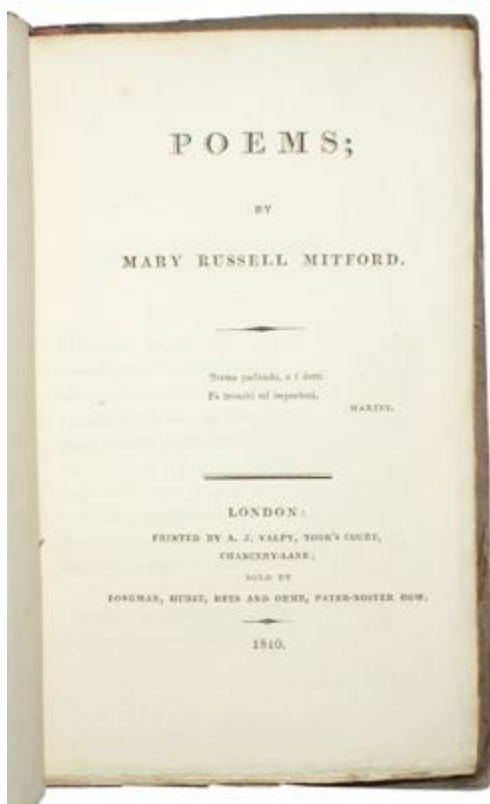 POEMS;
BY
MARY RUSSELL MITFORD.
Trema parlando, e i detti
Fa tronchi ed imperfetti.
MARINI.
LONDON:
PRINTED BY A. J. VALPY, TOOK'S COURT,
CHANCERY-LANE;
SOLD BY
LONGMAN, HURST, REES AND ORME, PATER-NOSTER ROW.
1810.